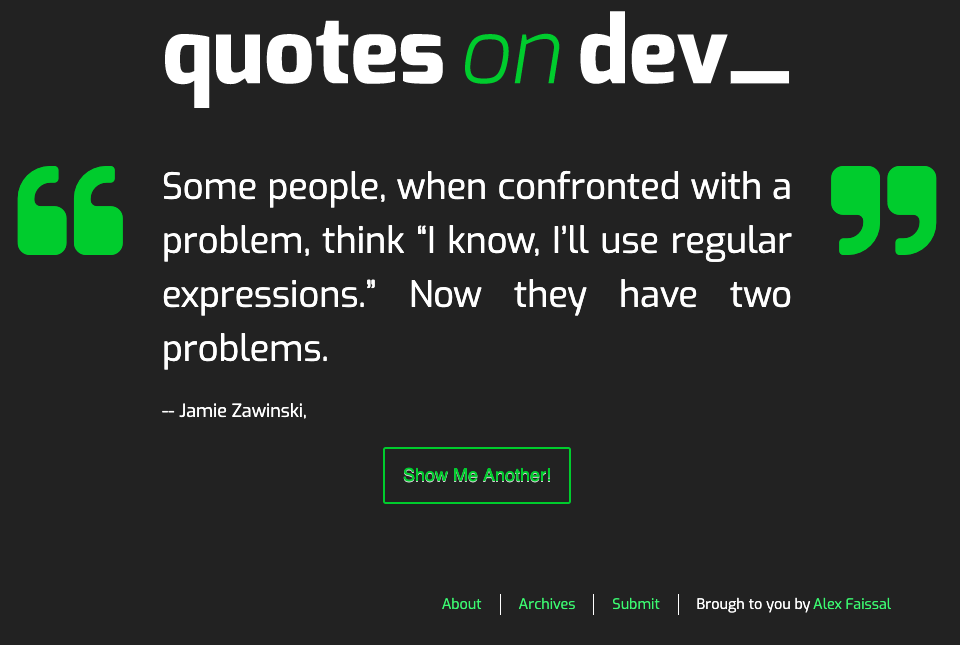 quotes on dev_
Some people, when confronted with a
problem, think “I know, I’ll use regular
expressions.” Now they have two
problems.
-- Jamie Zawinski,
Show Me Another!
About | Archives | Submit | Brough to you by Alex Faissal